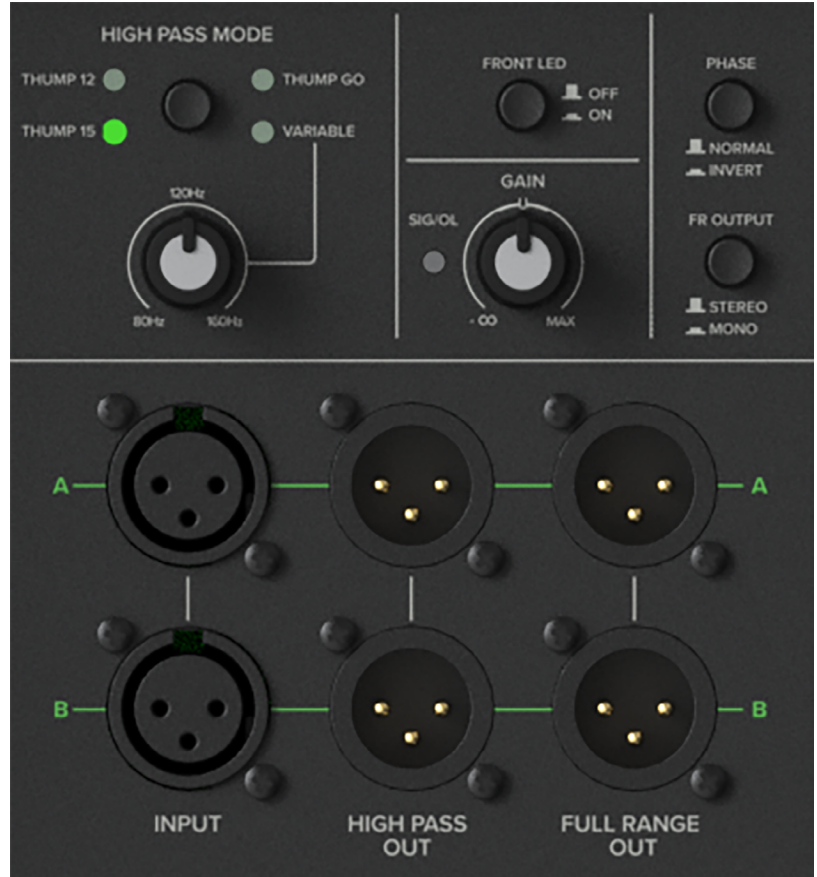 HIGH PASS MODE
THUMP 12
THUMP GO
THUMP 15
VARIABLE
120Hz
80Hz
160Hz
FRONT LED
OFF
ON
GAIN
SIG/OL
U
- ∞
MAX
PHASE
NORMAL
INVERT
FR OUTPUT
STEREO
MONO
A
A
B
B
INPUT
HIGH PASS
OUT
FULL RANGE
OUT